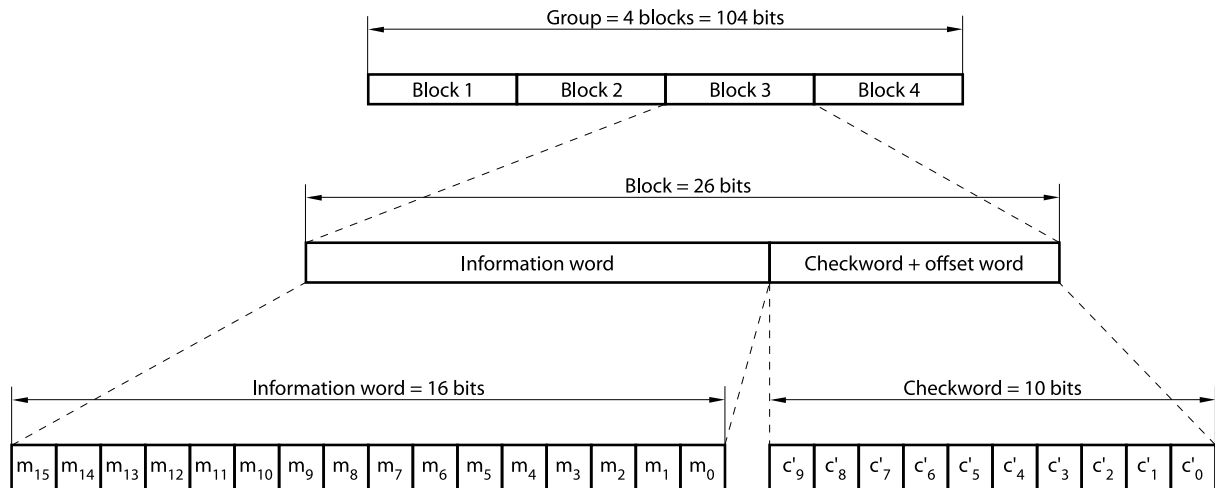 Group = 4 blocks = 104 bits
Block 1 Block 2 Block 3 Block 4
Block = 26 bits
Information word Checkword + offset word
Information word = 16 bits Checkword = 10 bits
m₁₅ m₁₄ m₁₃ m₁₂ m₁₁ m₁₀ m₉ m₈ m₇ m₆ m₅ m₄ m₃ m₂ m₁ m₀ c'₉ c'₈ c'₇ c'₆ c'₅ c'₄ c'₃ c'₂ c'₁ c'₀